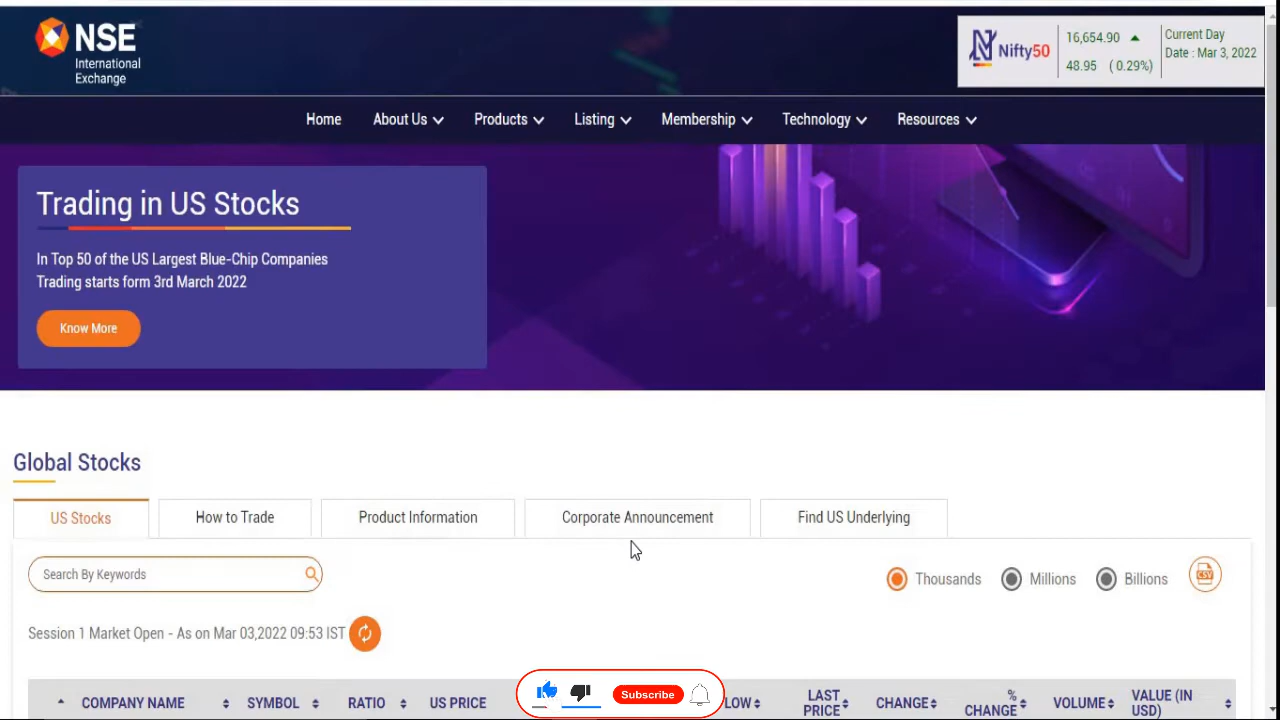 NSE
International
Exchange
Nifty50
16,654.90
48.95 ( 0.29%)
Current Day
Date : Mar 3, 2022
Home About Us Products Listing Membership Technology Resources
Trading in US Stocks
In Top 50 of the US Largest Blue-Chip Companies
Trading starts form 3rd March 2022
Know More
Global Stocks
US Stocks How to Trade Product Information Corporate Announcement Find US Underlying
Search By Keywords
Thousands Millions Billions
CSV
Session 1 Market Open - As on Mar 03,2022 09:53 IST
COMPANY NAME SYMBOL RATIO US PRICE LOW LAST PRICE CHANGE % CHANGE VOLUME VALUE (IN USD)
Subscribe